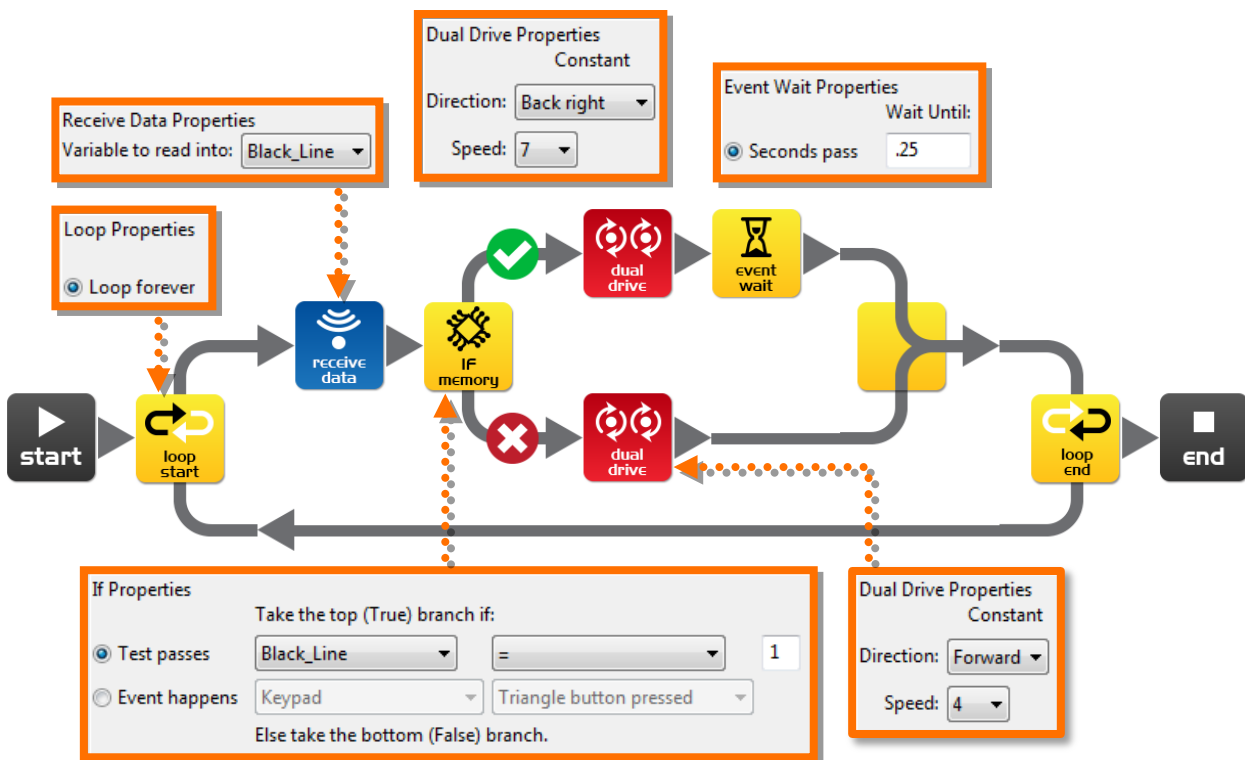 Dual Drive Properties
Constant
Direction: Back right
Speed: 7
Event Wait Properties
Wait Until:
Seconds pass .25
Receive Data Properties
Variable to read into: Black_Line
Loop Properties
Loop forever
start
loop
start
receive
data
IF
memory
dual
drive
event
wait
dual
drive
loop
end
end
If Properties
Take the top (True) branch if:
Test passes Black_Line = 1
Event happens Keypad Triangle button pressed
Else take the bottom (False) branch.
Dual Drive Properties
Constant
Direction: Forward
Speed: 4